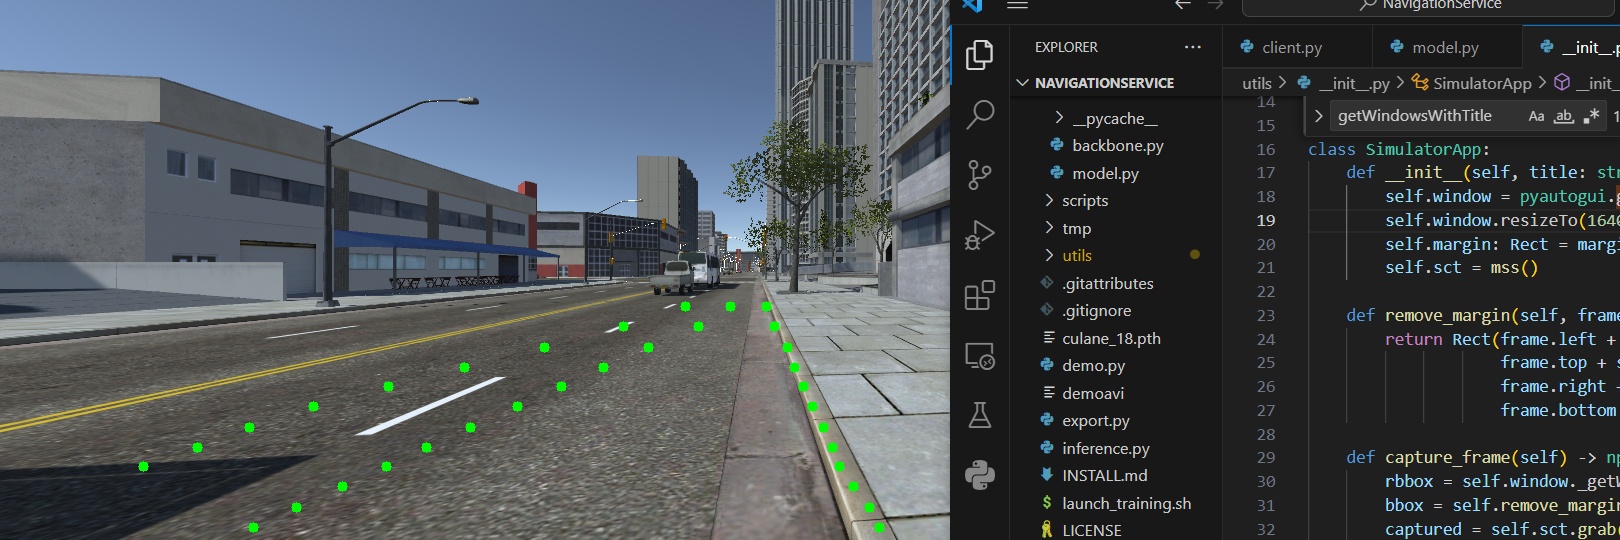 NavigationService
EXPLORER
NAVIGATIONSERVICE
__pycache__
backbone.py
model.py
scripts
tmp
utils
.gitattributes
.gitignore
culane_18.pth
demo.py
demoavi
export.py
inference.py
INSTALL.md
launch_training.sh
LICENSE
client.py
model.py
__init__.p
utils > __init__.py > SimulatorApp > __init_
getWindowsWithTitle Aa ab
14
15
16 class SimulatorApp:
17 def __init__(self, title: str
18 self.window = pyautogui.g
19 self.window.resizeTo(1640
20 self.margin: Rect = margi
21 self.sct = mss()
22
23 def remove_margin(self, frame
24 return Rect(frame.left +
25 frame.top + s
26 frame.right -
27 frame.bottom
28
29 def capture_frame(self) -> np
30 rbbox = self.window._getW
31 bbox = self.remove_margin
32 captured = self.sct.grab(